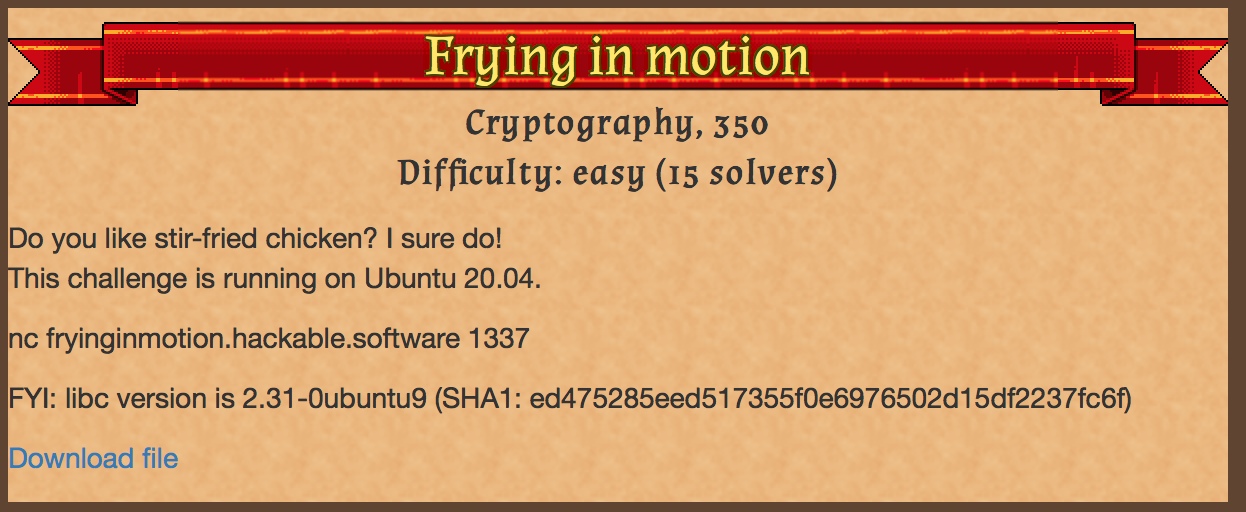 Frying in motion
Cryptography, 350
Difficulty: easy (15 solvers)
Do you like stir-fried chicken? I sure do!
This challenge is running on Ubuntu 20.04.
nc fryinginmotion.hackable.software 1337
FYI: libc version is 2.31-0ubuntu9 (SHA1: ed475285eed517355f0e6976502d15df2237fc6f)
Download file